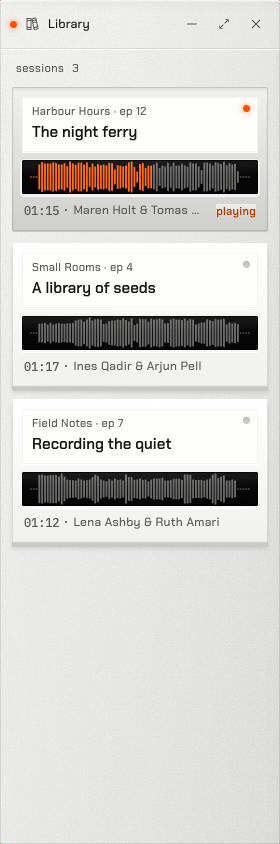 Library
sessions 3
Harbour Hours · ep 12
The night ferry
01:15 · Maren Holt & Tomas ... playing
Small Rooms · ep 4
A library of seeds
01:17 · Ines Qadir & Arjun Pell
Field Notes · ep 7
Recording the quiet
01:12 · Lena Ashby & Ruth Amari